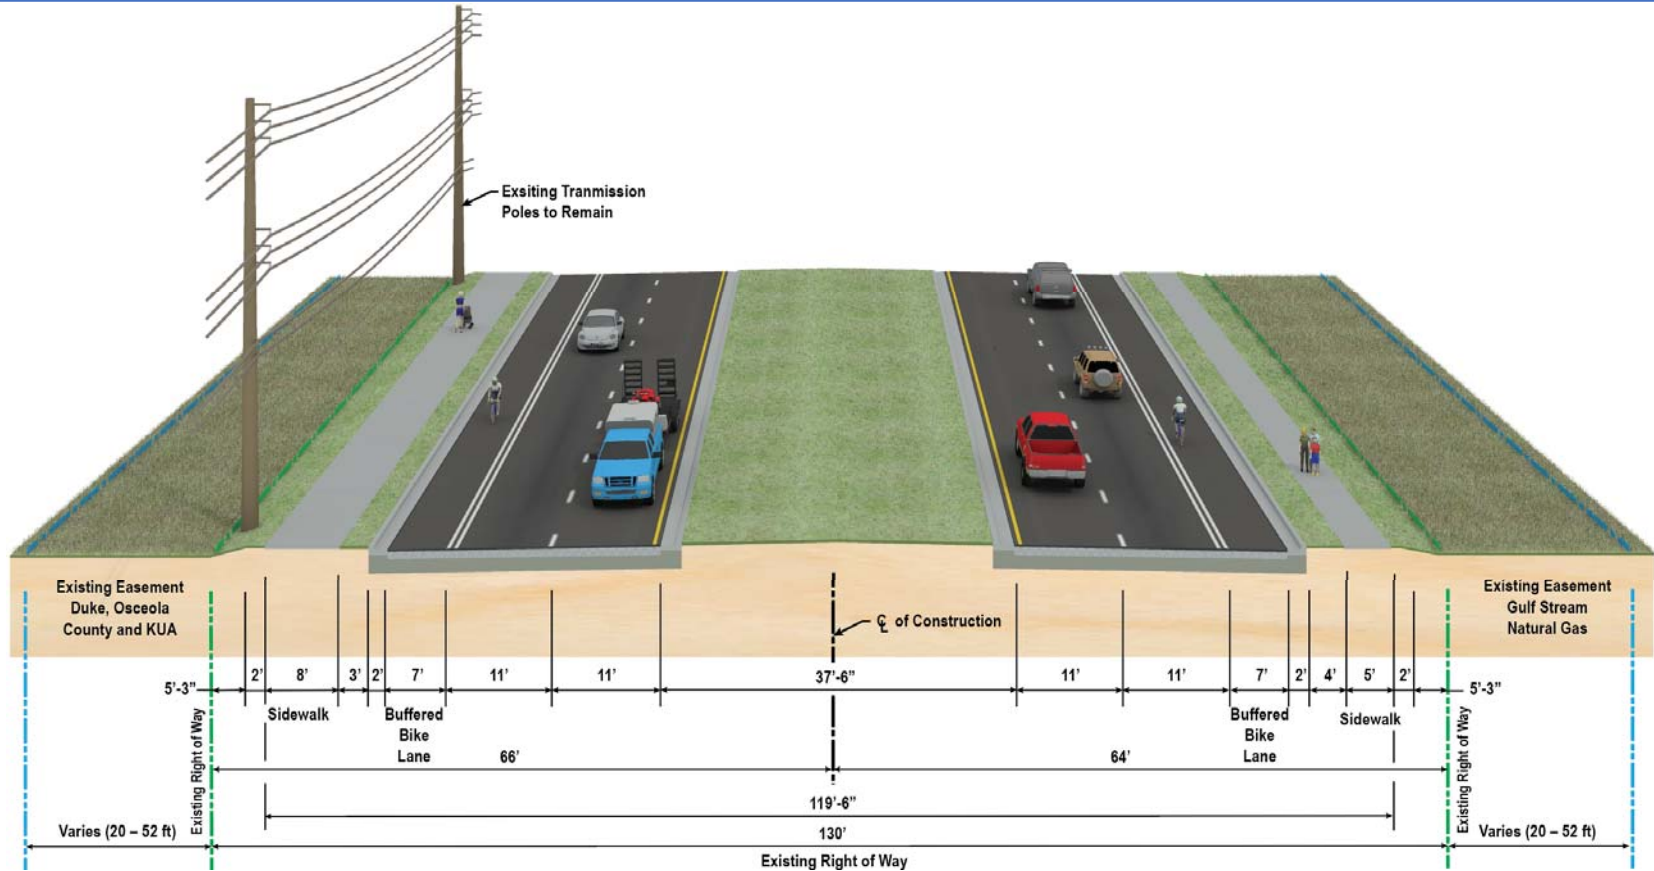 Exsiting Tranmission
Poles to Remain
Existing Easement
Duke, Osceola
County and KUA
℄ of Construction
Existing Easement
Gulf Stream
Natural Gas
5'-3"
2'
8'
3'
2'
7'
11'
11'
37'-6"
11'
11'
7'
2'
4'
5'
2'
5'-3"
Sidewalk
Buffered
Bike
Lane
Buffered
Bike
Lane
Sidewalk
Existing Right of Way
66'
64'
Existing Right of Way
119'-6"
Varies (20 – 52 ft)
130'
Varies (20 – 52 ft)
Existing Right of Way